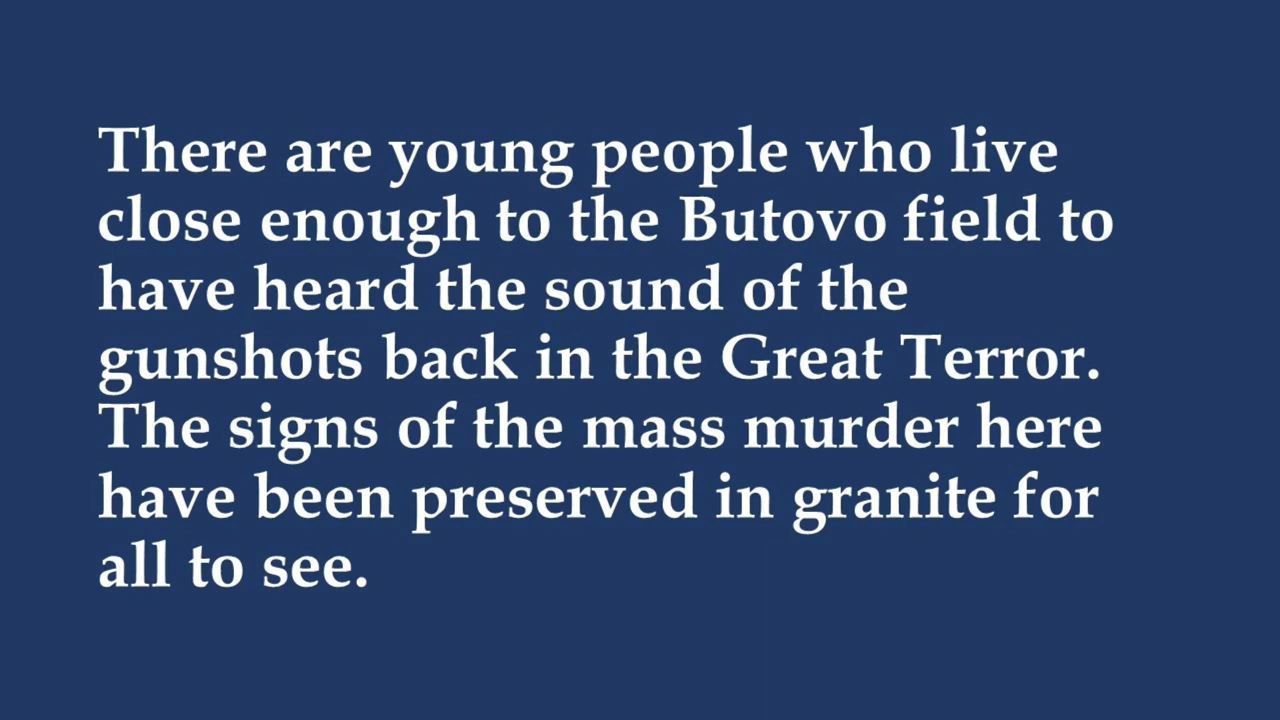 There are young people who live
close enough to the Butovo field to
have heard the sound of the
gunshots back in the Great Terror.
The signs of the mass murder here
have been preserved in granite for
all to see.